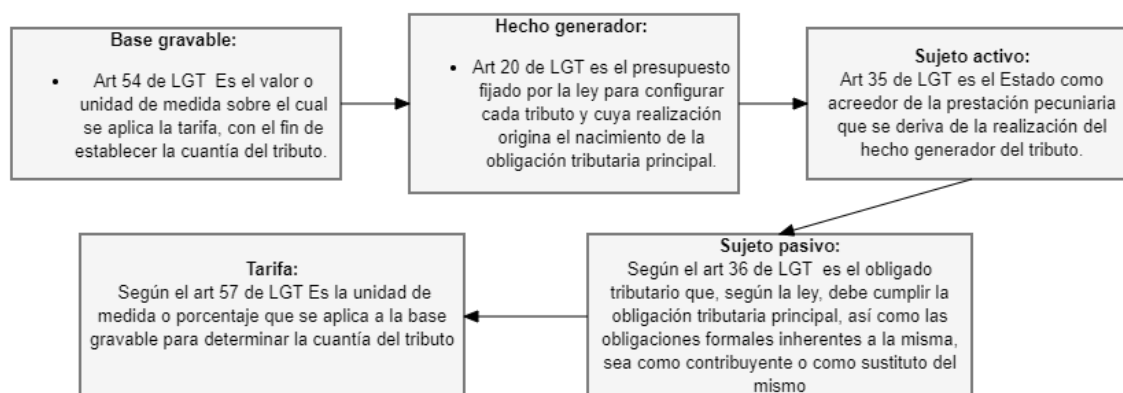 Base gravable:
• Art 54 de LGT Es el valor o
unidad de medida sobre el cual
se aplica la tarifa, con el fin de
establecer la cuantía del tributo.
Hecho generador:
• Art 20 de LGT es el presupuesto
fijado por la ley para configurar
cada tributo y cuya realización
origina el nacimiento de la
obligación tributaria principal.
Sujeto activo:
Art 35 de LGT es el Estado como
acreedor de la prestación pecuniaria
que se deriva de la realización del
hecho generador del tributo.
Sujeto pasivo:
Según el art 36 de LGT es el obligado
tributario que, según la ley, debe cumplir la
obligación tributaria principal, así como las
obligaciones formales inherentes a la misma,
sea como contribuyente o como sustituto del
mismo
Tarifa:
Según el art 57 de LGT Es la unidad de
medida o porcentaje que se aplica a la base
gravable para determinar la cuantía del tributo